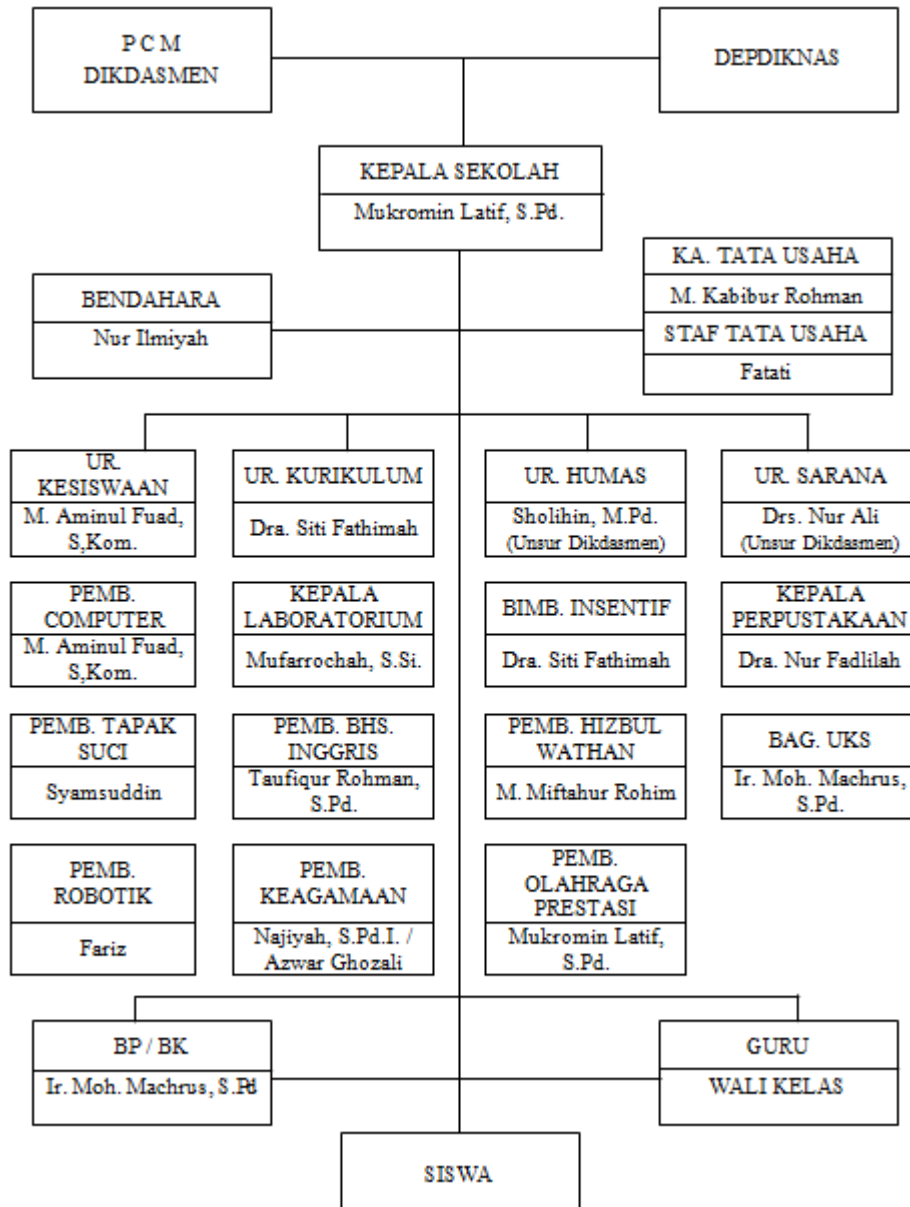 P C M
DIKDASMEN
DEPDIKNAS
KEPALA SEKOLAH
Mukromin Latif, S.Pd.
BENDAHARA
Nur Ilmiyah
KA. TATA USAHA
M. Kabibur Rohman
STAF TATA USAHA
Fatati
UR.
KESISWAAN
M. Aminul Fuad,
S,Kom.
UR. KURIKULUM
Dra. Siti Fathimah
UR. HUMAS
Sholihin, M.Pd.
(Unsur Dikdasmen)
UR. SARANA
Drs. Nur Ali
(Unsur Dikdasmen)
PEMB.
COMPUTER
M. Aminul Fuad,
S,Kom.
KEPALA
LABORATORIUM
Mufarrochah, S.Si.
BIMB. INSENTIF
Dra. Siti Fathimah
KEPALA
PERPUSTAKAAN
Dra. Nur Fadlilah
PEMB. TAPAK
SUCI
Syamsuddin
PEMB. BHS.
INGGRIS
Taufiqur Rohman,
S.Pd.
PEMB. HIZBUL
WATHAN
M. Miftahur Rohim
BAG. UKS
Ir. Moh. Machrus,
S.Pd.
PEMB.
ROBOTIK
Fariz
PEMB.
KEAGAMAAN
Najiyah, S.Pd.I. /
Azwar Ghozali
PEMB.
OLAHRAGA
PRESTASI
Mukromin Latif,
S.Pd.
BP / BK
Ir. Moh. Machrus, S.Pd
GURU
WALI KELAS
SISWA